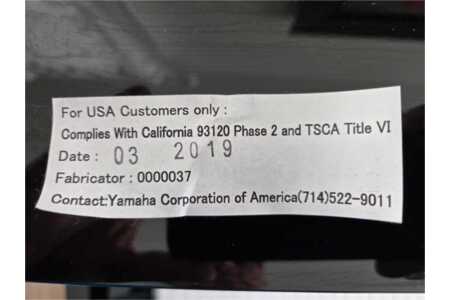 For USA Customers only :
Complies With California 93120 Phase 2 and TSCA Title VI
Date : 03 2019
Fabricator : 0000037
Contact:Yamaha Corporation of America(714)522-9011